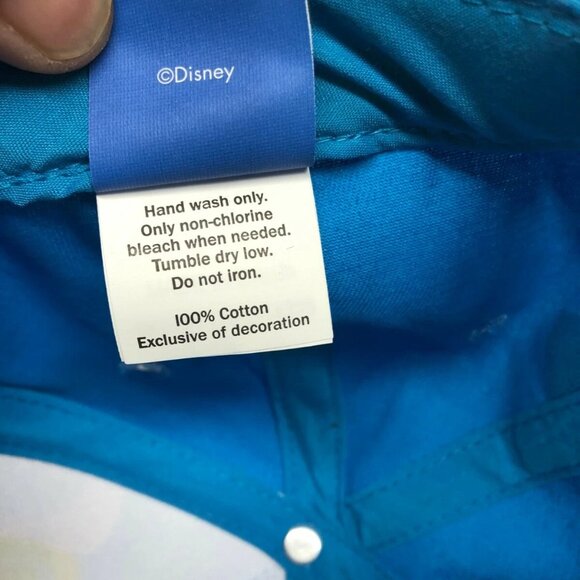 ©Disney
Hand wash only.
Only non-chlorine
bleach when needed.
Tumble dry low.
Do not iron.
100% Cotton
Exclusive of decoration